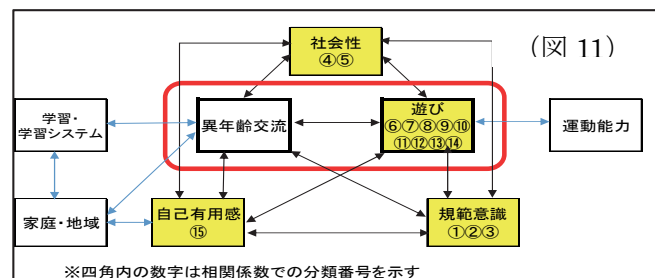 社会性
④⑤
（図 11）
学習・
学習システム
異年齢交流
遊び
⑥⑦⑧⑨⑩
⑪⑫⑬⑭
運動能力
家庭・地域
自己有用感
⑮
規範意識
①②③
※四角内の数字は相関係数での分類番号を示す